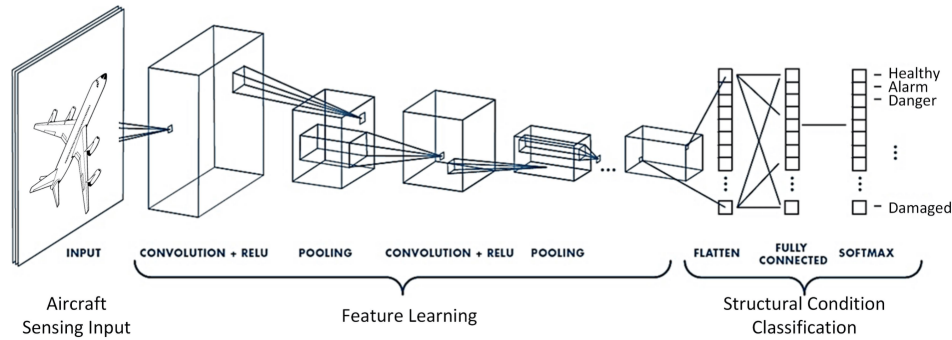 Healthy
Alarm
Danger
Damaged
INPUT
CONVOLUTION + RELU
POOLING
CONVOLUTION + RELU
POOLING
FLATTEN
FULLY
CONNECTED
SOFTMAX
Aircraft
Sensing Input
Feature Learning
Structural Condition
Classification